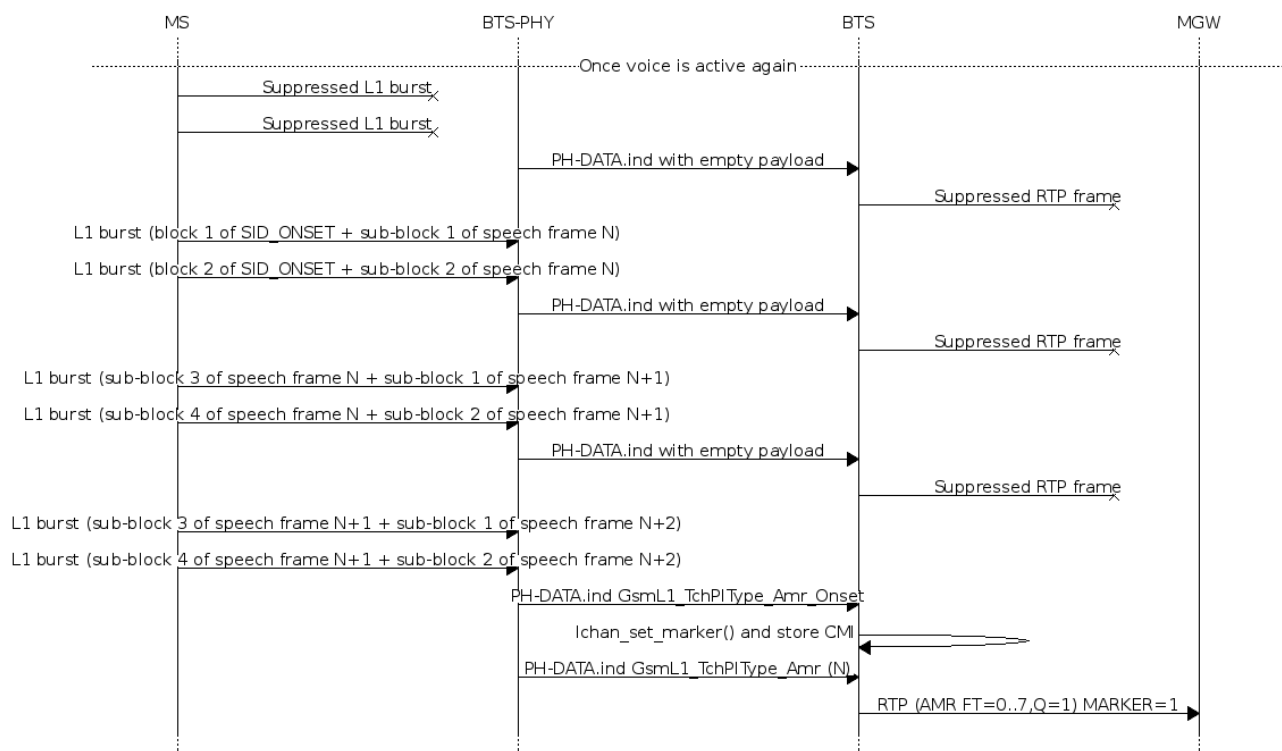 MS BTS-PHY BTS MGW
Once voice is active again
Suppressed L1 burst
Suppressed L1 burst
PH-DATA.ind with empty payload
Suppressed RTP frame
L1 burst (block 1 of SID_ONSET + sub-block 1 of speech frame N)
L1 burst (block 2 of SID_ONSET + sub-block 2 of speech frame N)
PH-DATA.ind with empty payload
Suppressed RTP frame
L1 burst (sub-block 3 of speech frame N + sub-block 1 of speech frame N+1)
L1 burst (sub-block 4 of speech frame N + sub-block 2 of speech frame N+1)
PH-DATA.ind with empty payload
Suppressed RTP frame
L1 burst (sub-block 3 of speech frame N+1 + sub-block 1 of speech frame N+2)
L1 burst (sub-block 4 of speech frame N+1 + sub-block 2 of speech frame N+2)
PH-DATA.ind GsmL1_TchPlType_Amr_Onset
lchan_set_marker() and store CMI
PH-DATA.ind GsmL1_TchPlType_Amr (N)
RTP (AMR FT=0..7,Q=1) MARKER=1